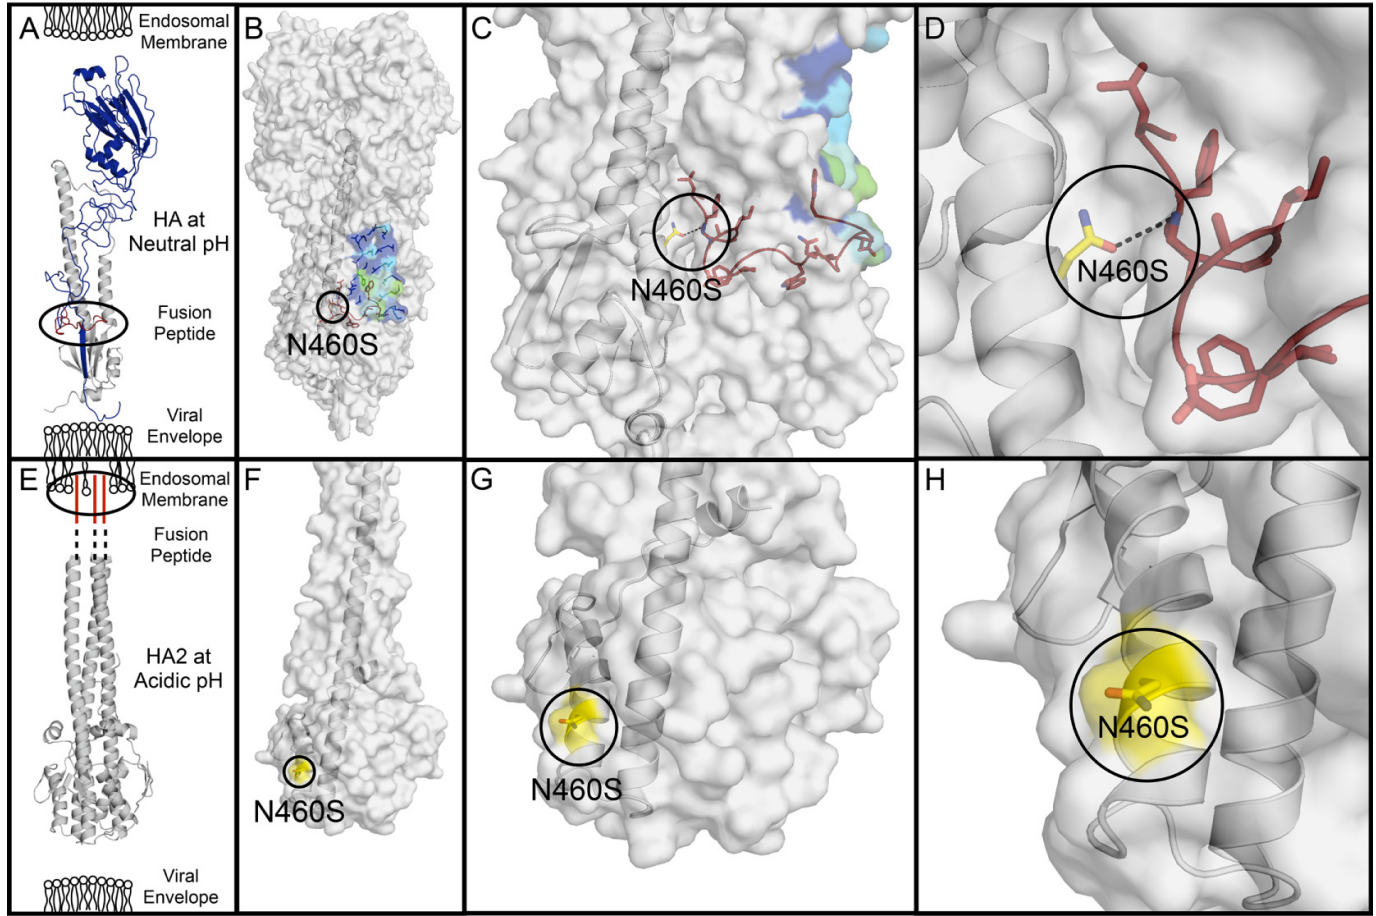 A
Endosomal
Membrane
HA at
Neutral pH
Fusion
Peptide
Viral
Envelope
B
N460S
C
N460S
D
N460S
E
Endosomal
Membrane
Fusion
Peptide
HA2 at
Acidic pH
Viral
Envelope
F
N460S
G
N460S
H
N460S